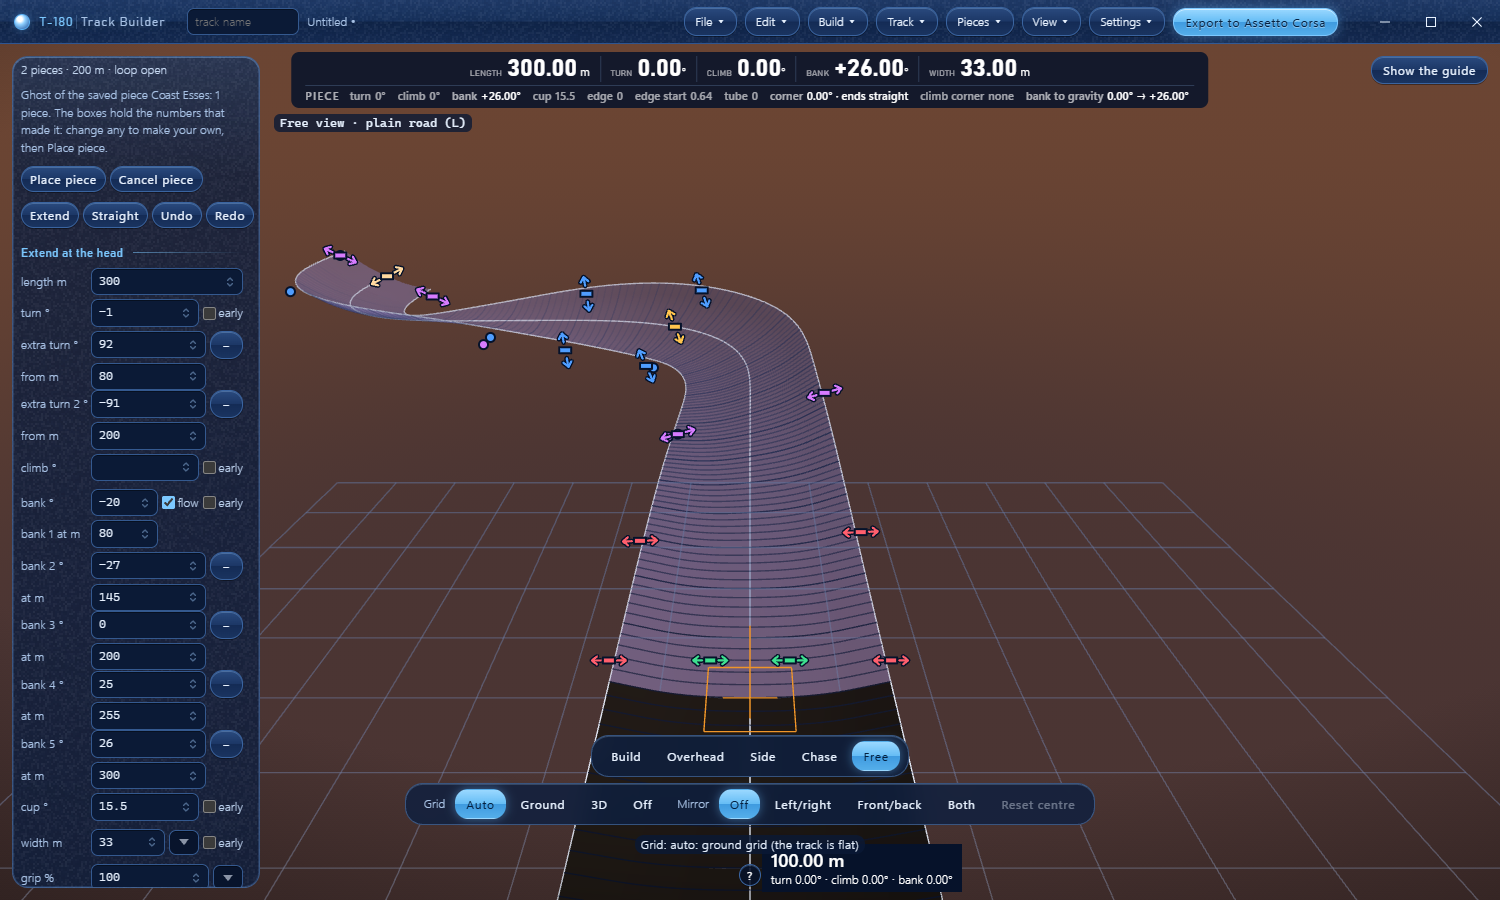 T-180 Track Builder
track name
Untitled •
File
Edit
Build
Track
Pieces
View
Settings
Export to Assetto Corsa
2 pieces · 200 m · loop open
Ghost of the saved piece Coast Esses: 1
piece. The boxes hold the numbers that
made it: change any to make your own,
then Place piece.
Place piece
Cancel piece
Extend
Straight
Undo
Redo
Extend at the head
length m 300
turn ° −1 early
extra turn ° 92 −
from m 80
extra turn 2 ° −91 −
from m 200
climb ° early
bank ° −20 flow early
bank 1 at m 80
bank 2 ° −27 −
at m 145
bank 3 ° 0 −
at m 200
bank 4 ° 25 −
at m 255
bank 5 ° 26 −
at m 300
cup ° 15.5 early
width m 33 early
grip % 100
LENGTH 300.00 m TURN 0.00° CLIMB 0.00° BANK +26.00° WIDTH 33.00 m
PIECE turn 0° climb 0° bank +26.00° cup 15.5 edge 0 edge start 0.64 tube 0 corner 0.00° · ends straight climb corner none bank to gravity 0.00° → +26.00°
Free view · plain road (L)
Show the guide
Build Overhead Side Chase Free
Grid Auto Ground 3D Off Mirror Off Left/right Front/back Both Reset centre
Grid: auto: ground grid (the track is flat)
100.00 m
? turn 0.00° · climb 0.00° · bank 0.00°